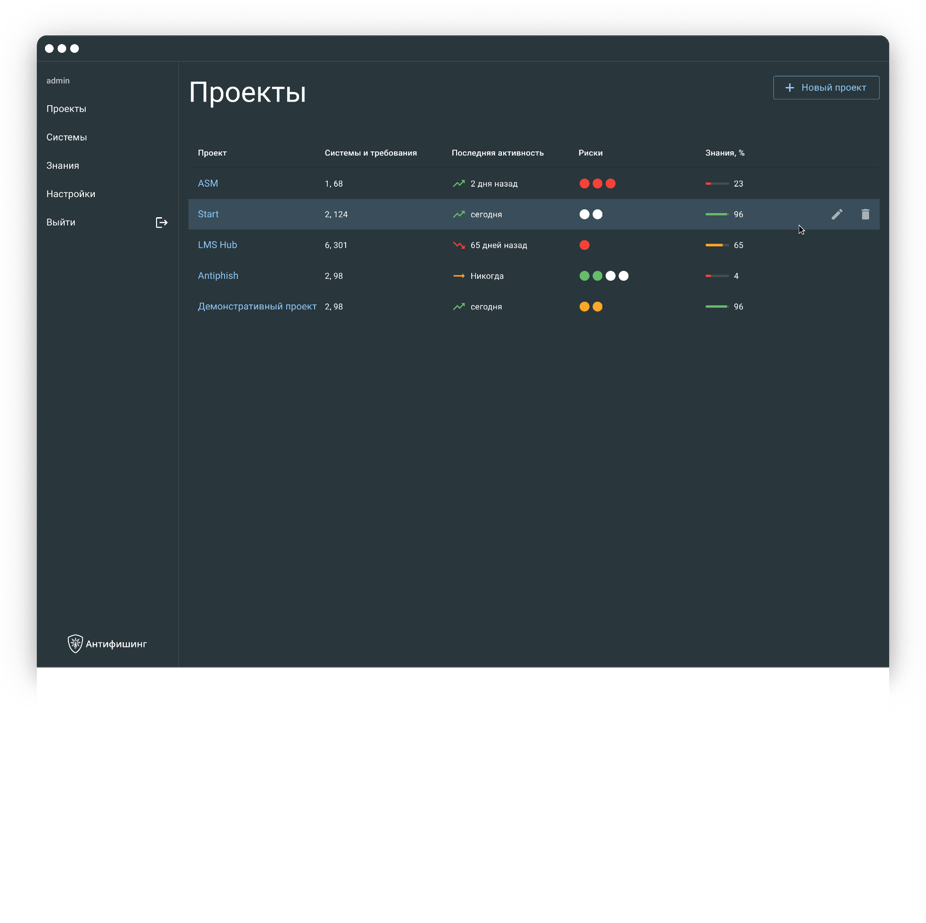 admin
Проекты
Системы
Знания
Настройки
Выйти
Антифишинг
Проекты
Новый проект
Проект Системы и требования Последняя активность Риски Знания, %
ASM 1, 68 2 дня назад 23
Start 2, 124 сегодня 96
LMS Hub 6, 301 65 дней назад 65
Antiphish 2, 98 Никогда 4
Демонстративный проект 2, 98 сегодня 96